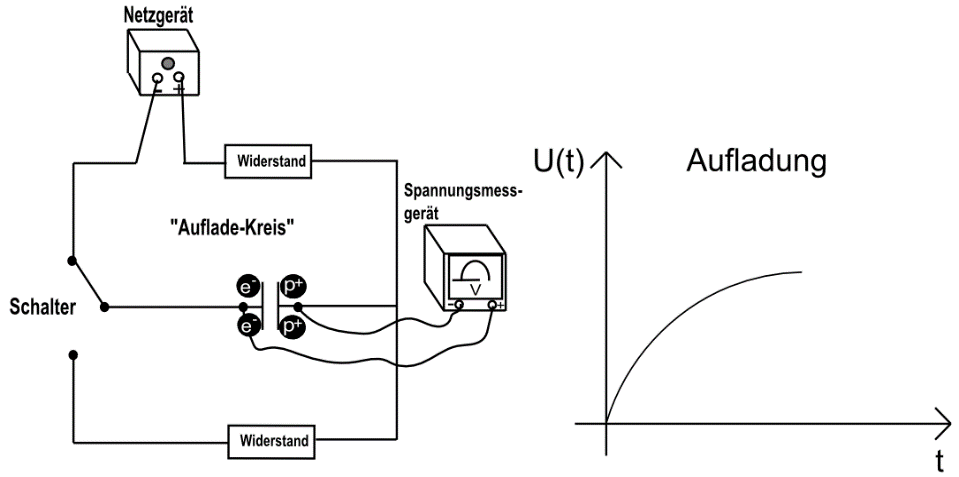 Netzgerät
- +
Widerstand
Spannungsmess-
gerät
"Auflade-Kreis"
V
- +
e⁻ p⁺
Schalter
e⁻ p⁺
Widerstand
U(t)
Aufladung
t